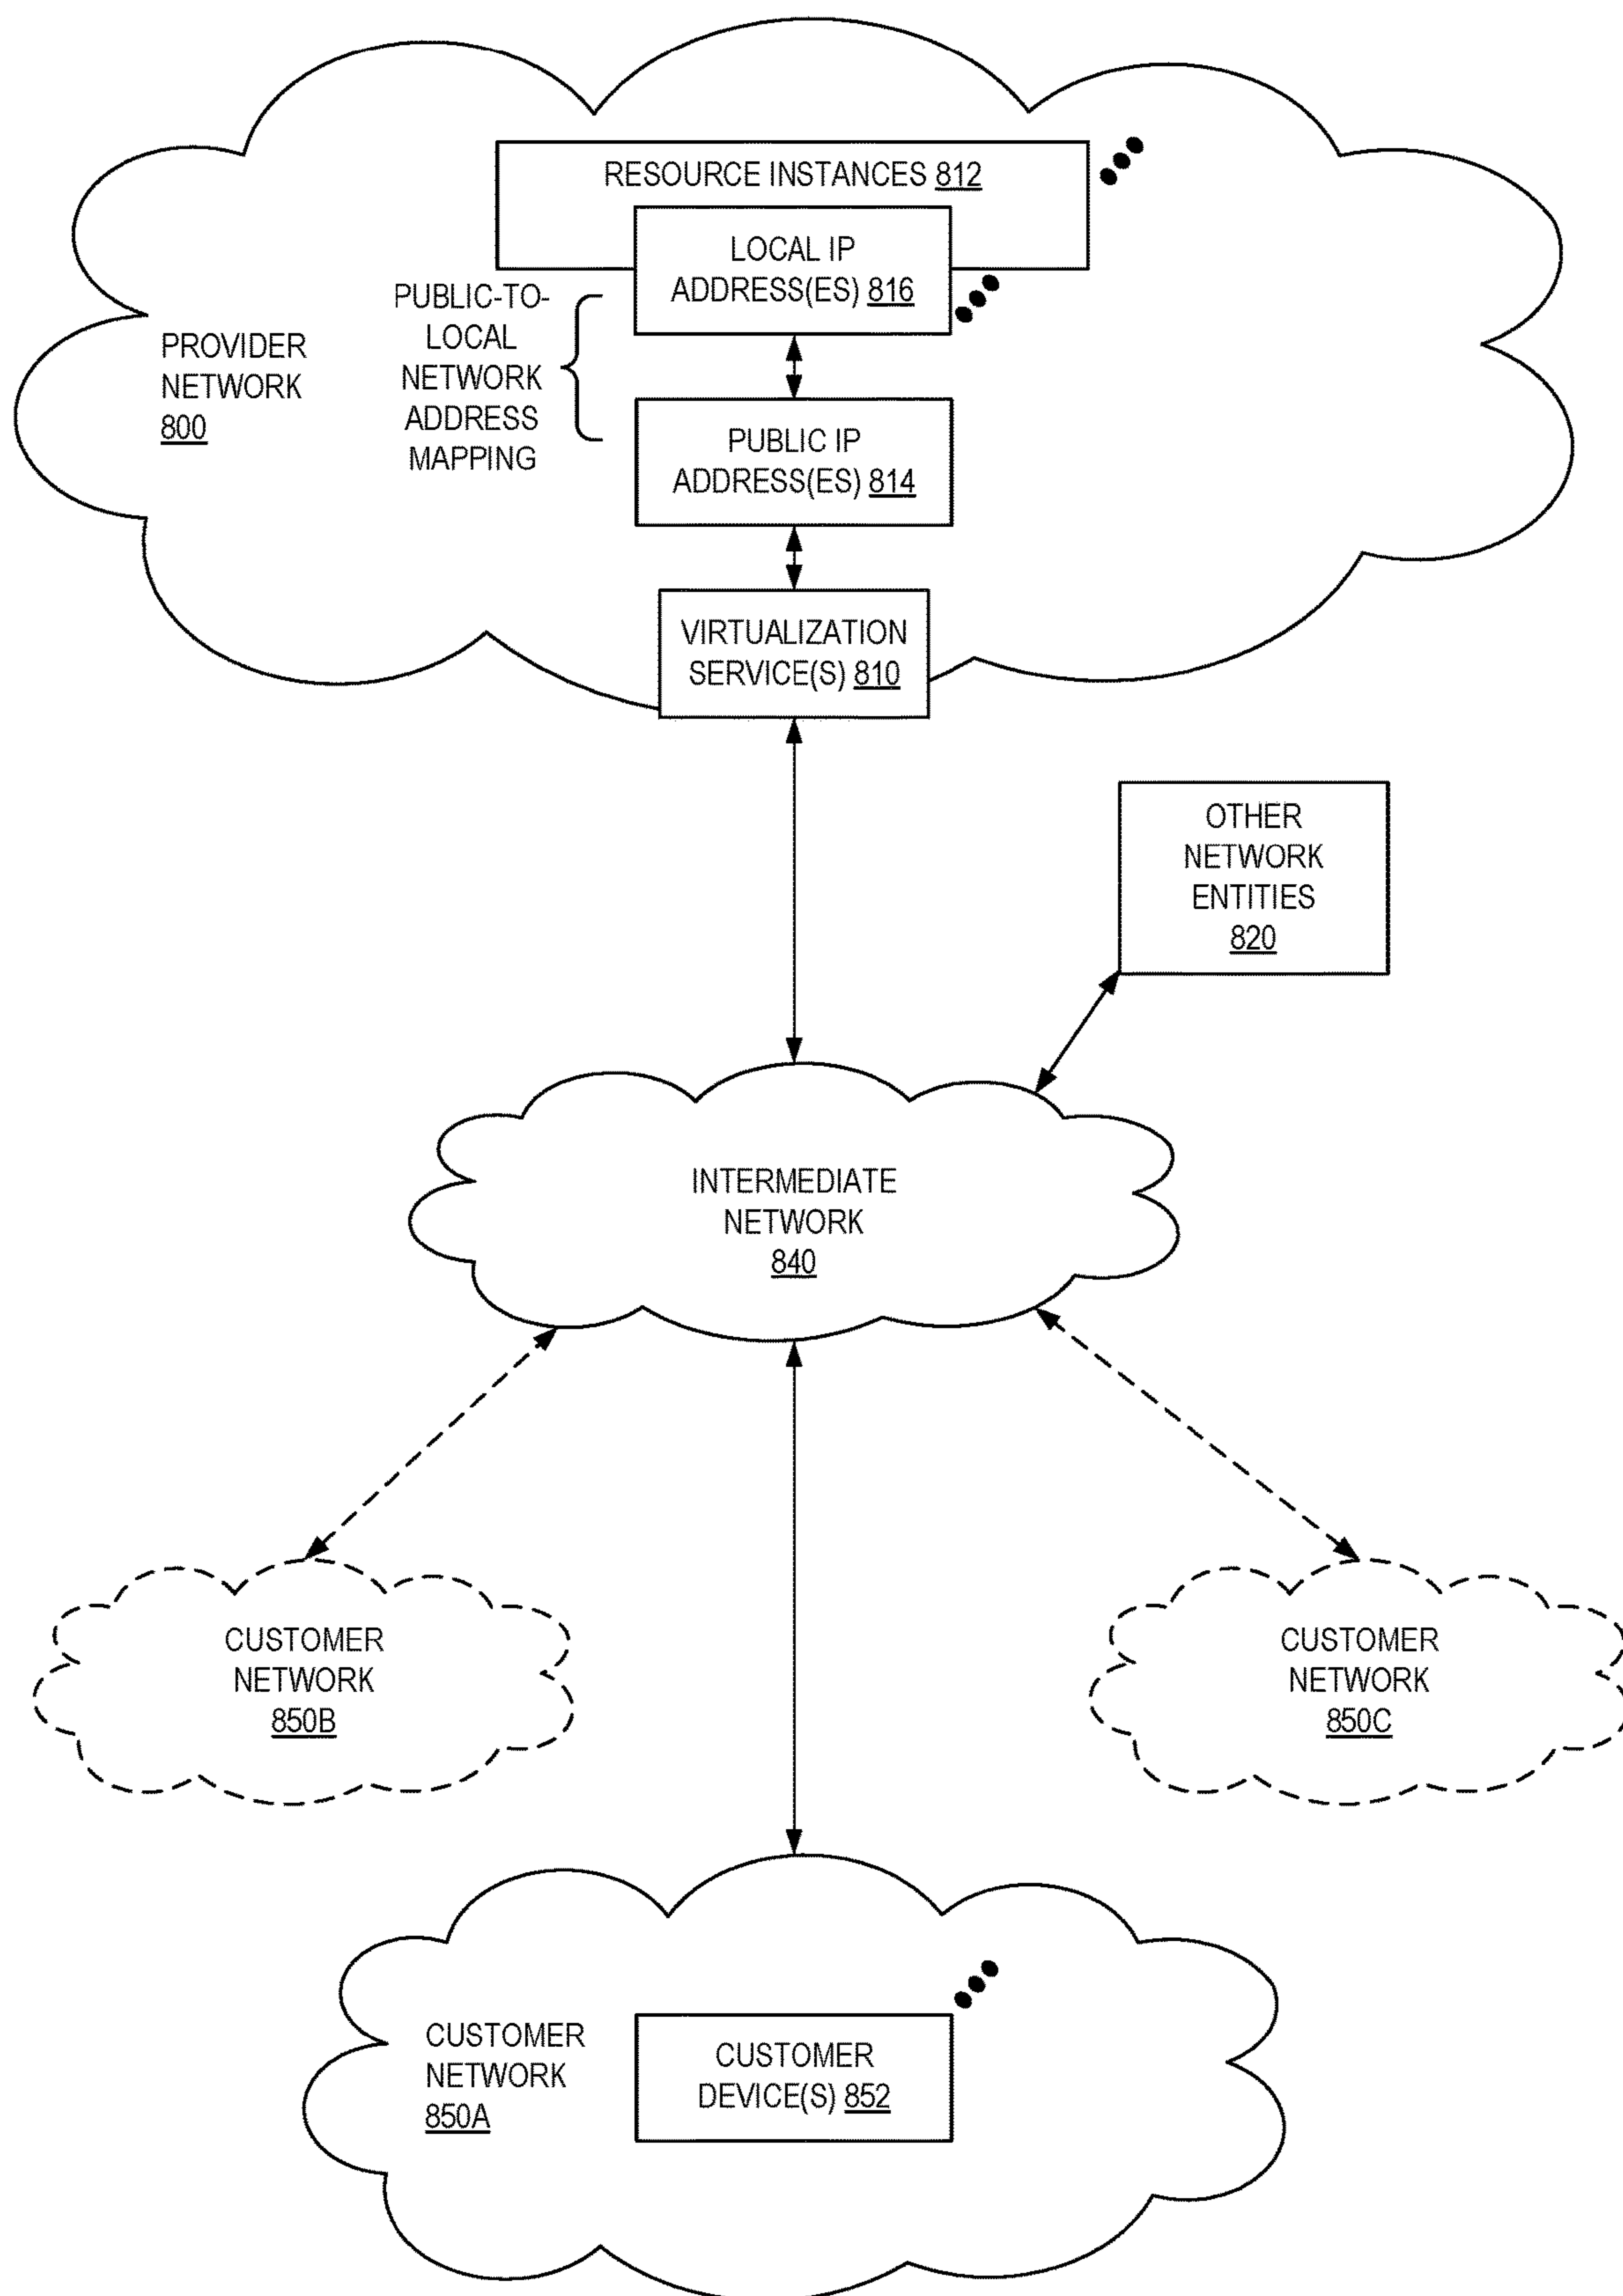 RESOURCE INSTANCES 812
LOCAL IP
ADDRESS(ES) 816
PUBLIC-TO-
LOCAL
NETWORK
ADDRESS
MAPPING
PROVIDER
NETWORK
800
PUBLIC IP
ADDRESS(ES) 814
VIRTUALIZATION
SERVICE(S) 810
OTHER
NETWORK
ENTITIES
820
INTERMEDIATE
NETWORK
840
CUSTOMER
NETWORK
850B
CUSTOMER
NETWORK
850C
CUSTOMER
NETWORK
850A
CUSTOMER
DEVICE(S) 852